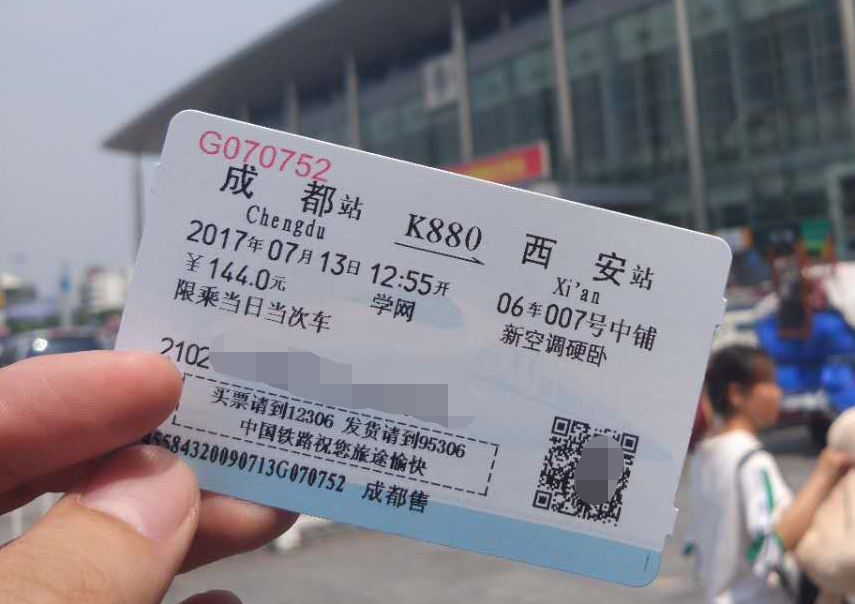 G070752
成都站 K880 西安站
Chengdu Xi'an
2017年07月13日 12:55开 06车007号中铺
￥144.0元 学网 新空调硬卧
限乘当日当次车
2102
买票请到12306 发货请到95306
中国铁路祝您旅途愉快
45584320090713G070752 成都售